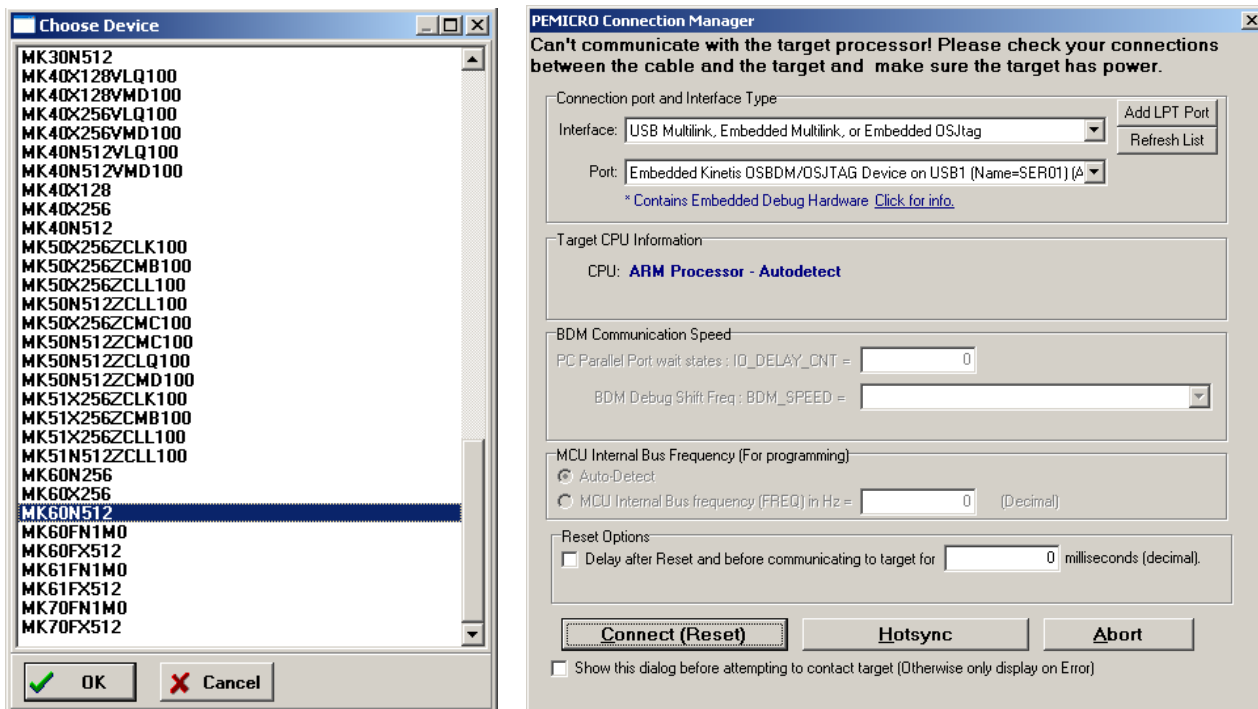 Choose Device
MK30N512
MK40X128VLQ100
MK40X128VMD100
MK40X256VLQ100
MK40X256VMD100
MK40N512VLQ100
MK40N512VMD100
MK40X128
MK40X256
MK40N512
MK50X256ZCLK100
MK50X256ZCMB100
MK50X256ZCLL100
MK50N512ZCLL100
MK50X256ZCMC100
MK50N512ZCMC100
MK50N512ZCLQ100
MK50N512ZCMD100
MK51X256ZCLK100
MK51X256ZCMB100
MK51X256ZCLL100
MK51N512ZCLL100
MK60N256
MK60X256
MK60N512
MK60FN1M0
MK60FX512
MK61FN1M0
MK61FX512
MK70FN1M0
MK70FX512
OK
Cancel
PEMICRO Connection Manager
Can't communicate with the target processor! Please check your connections
between the cable and the target and make sure the target has power.
Connection port and Interface Type
Interface: USB Multilink, Embedded Multilink, or Embedded OSJtag
Add LPT Port
Refresh List
Port: Embedded Kinetis OSBDM/OSJTAG Device on USB1 (Name=SER01) (A
* Contains Embedded Debug Hardware Click for info.
Target CPU Information
CPU: ARM Processor - Autodetect
BDM Communication Speed
PC Parallel Port wait states : IO_DELAY_CNT = 0
BDM Debug Shift Freq : BDM_SPEED =
MCU Internal Bus Frequency (For programming)
Auto-Detect
MCU Internal Bus frequency (FREQ) in Hz = 0 (Decimal)
Reset Options
Delay after Reset and before communicating to target for 0 milliseconds (decimal).
Connect (Reset)
Hotsync
Abort
Show this dialog before attempting to contact target (Otherwise only display on Error)